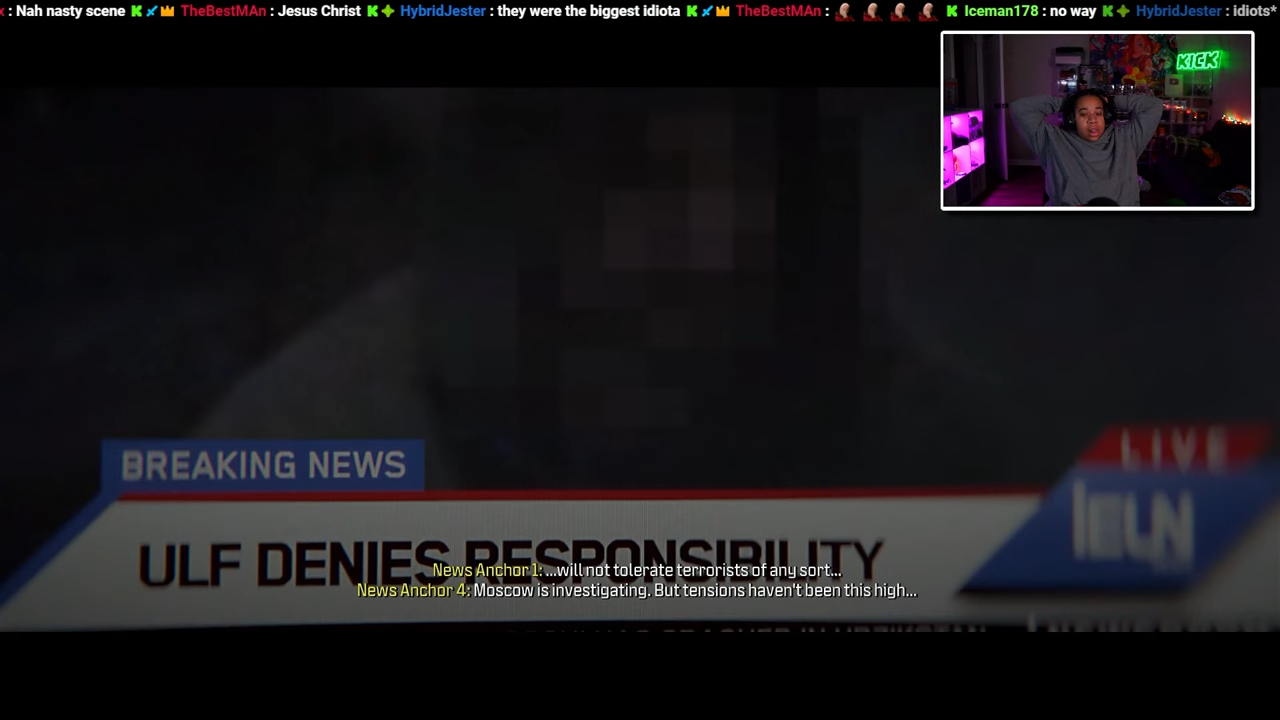 : Nah nasty scene TheBestMAn : Jesus Christ HybridJester : they were the biggest idiota TheBestMAn : Iceman178 : no way HybridJester : idiots*
KICK
BREAKING NEWS
LIVE
ULF DENIES RESPONSIBILITY
News Anchor 1: ...will not tolerate terrorists of any sort...
News Anchor 4: Moscow is investigating. But tensions haven't been this high...